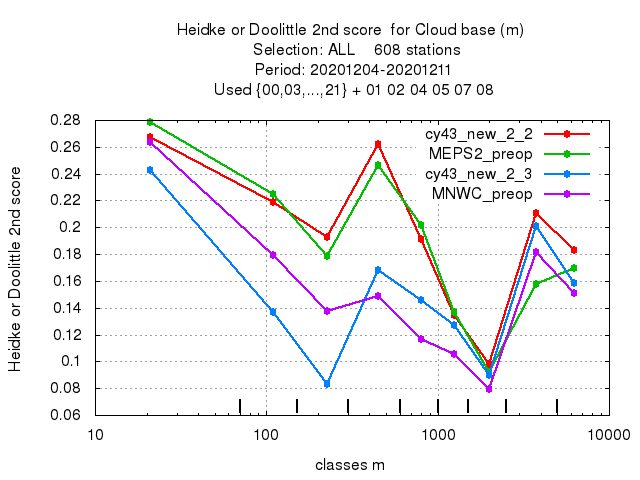 Heidke or Doolittle 2nd score  for Cloud base (m)
Selection: ALL    608 stations
Period: 20201204-20201211
Used {00,03,...,21} + 01 02 04 05 07 08
cy43_new_2_2
MEPS2_preop
cy43_new_2_3
MNWC_preop
Heidke or Doolittle 2nd score
0.28
0.26
0.24
0.22
0.2
0.18
0.16
0.14
0.12
0.1
0.08
0.06
10 100 1000 10000
classes m